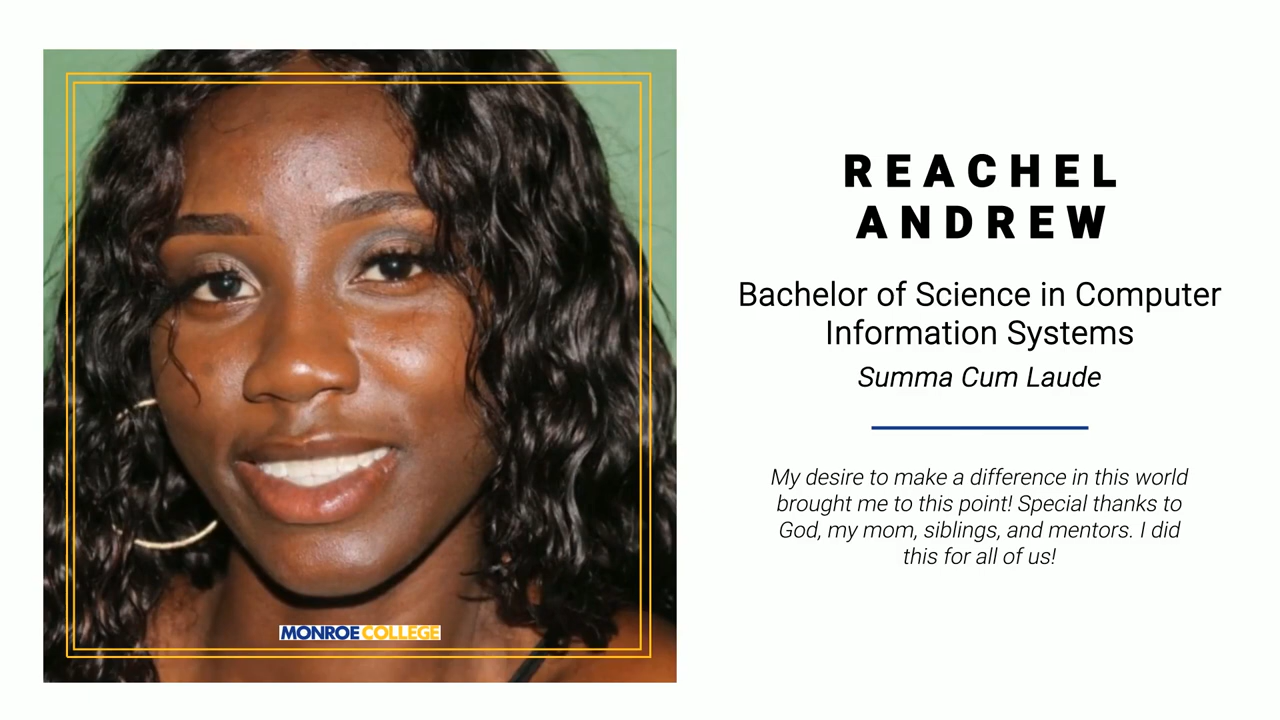 REACHEL
ANDREW
Bachelor of Science in Computer
Information Systems
Summa Cum Laude
My desire to make a difference in this world
brought me to this point! Special thanks to
God, my mom, siblings, and mentors. I did
this for all of us!
MONROE COLLEGE